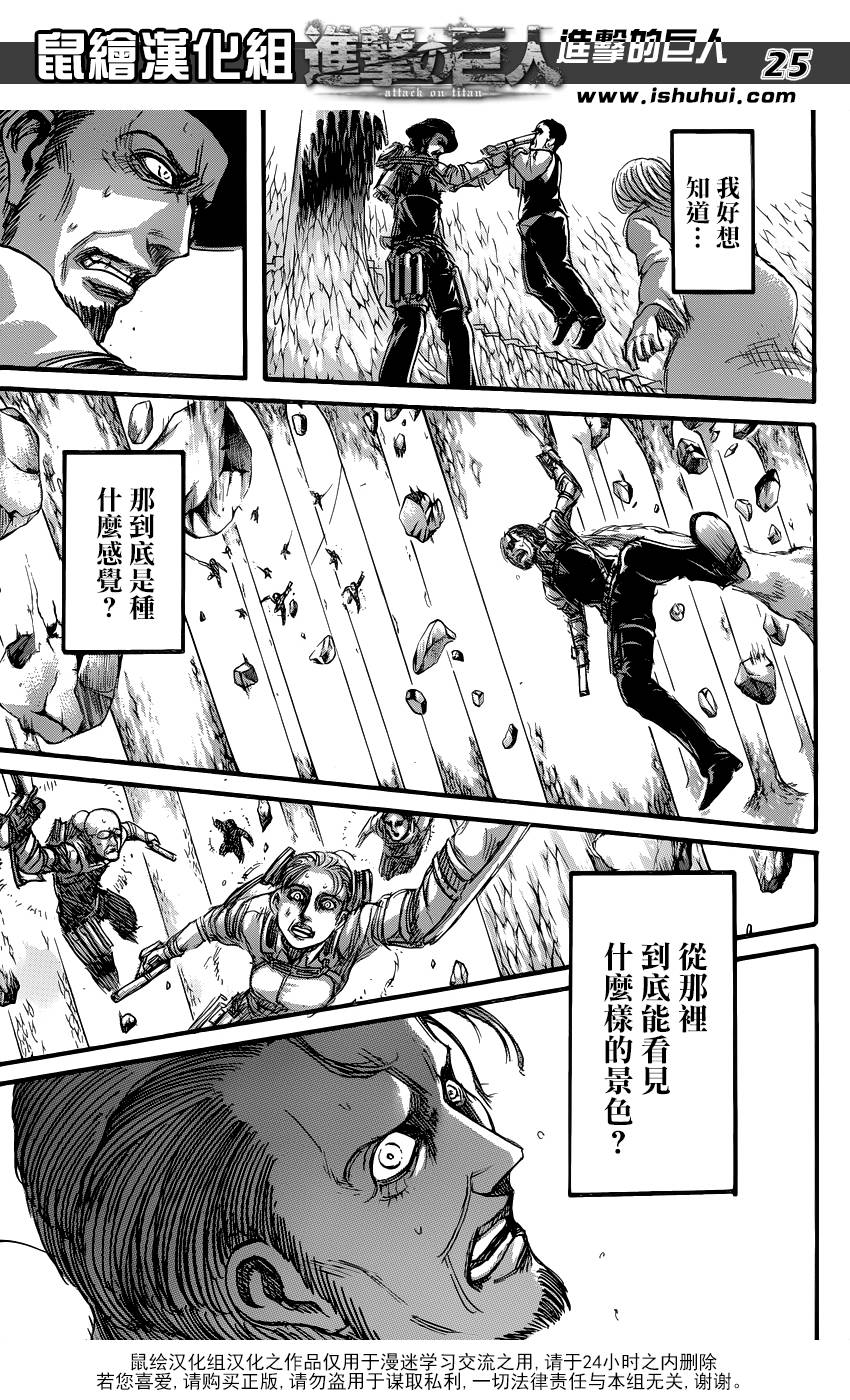 鼠繪漢化組
進撃の巨人
attack on titan
進擊的巨人
www.ishuhui.com
25
我好想
知道…
那到底是種
什麼感覺？
從那裡
到底能看見
什麼樣的景色？
鼠绘汉化组汉化之作品仅用于漫迷学习交流之用, 请于24小时之内删除
若您喜爱, 请购买正版, 请勿盗用于谋取私利, 一切法律责任与本组无关, 谢谢。